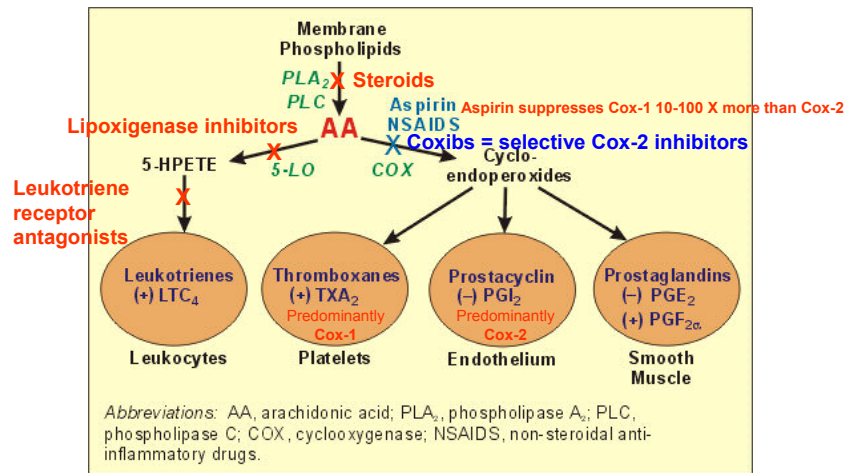 Membrane
Phospholipids
PLA₂ X Steroids
PLC
Aspirin Aspirin suppresses Cox-1 10-100 X more than Cox-2
NSAIDS
Lipoxigenase inhibitors
AA
X X Coxibs = selective Cox-2 inhibitors
5-HPETE
5-LO
COX
Cyclo-
endoperoxides
X
Leukotriene
receptor
antagonists
Leukotrienes
(+) LTC₄
Leukocytes
Thromboxanes
(+) TXA₂
Predominantly
Cox-1
Platelets
Prostacyclin
(–) PGI₂
Predominantly
Cox-2
Endothelium
Prostaglandins
(–) PGE₂
(+) PGF₂α
Smooth
Muscle
Abbreviations: AA, arachidonic acid; PLA₂, phospholipase A₂; PLC,
phospholipase C; COX, cyclooxygenase; NSAIDS, non-steroidal anti-
inflammatory drugs.